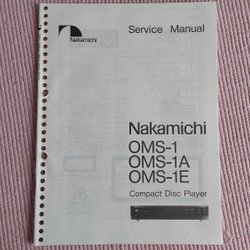 Nakamichi
Service Manual
Nakamichi
OMS-1
OMS-1A
OMS-1E
Compact Disc Player